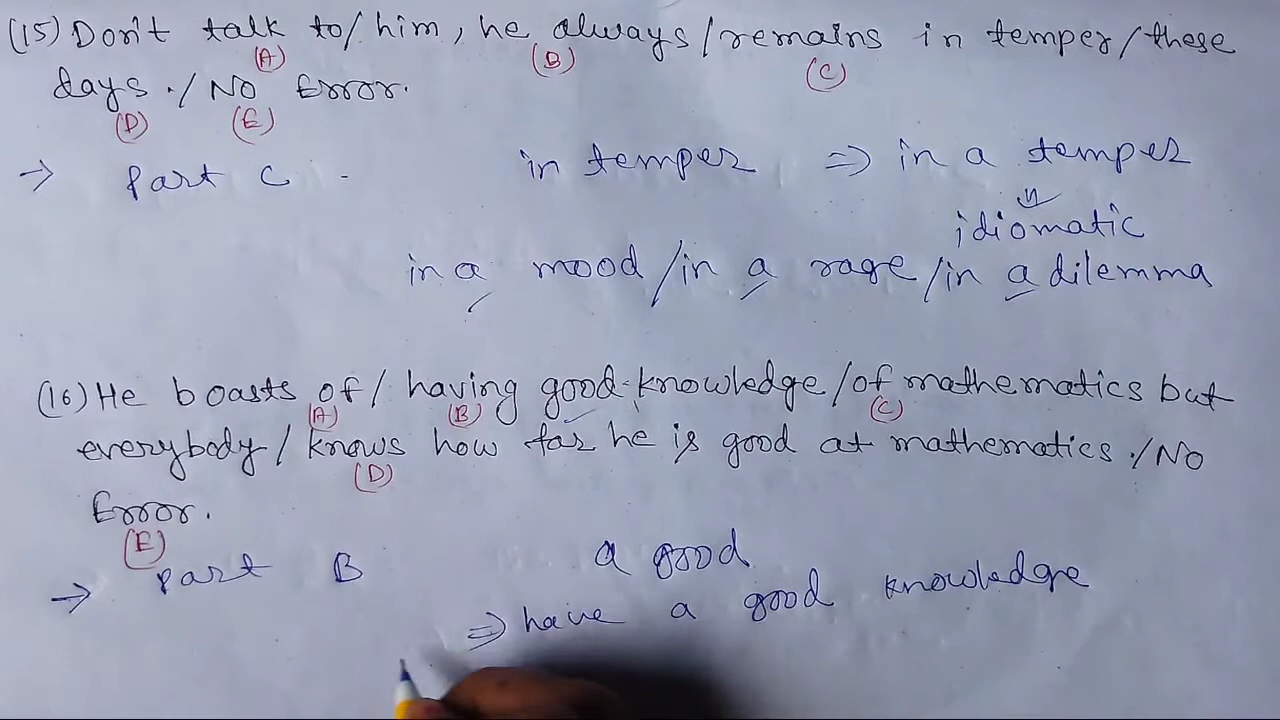 (15) Don't talk to/ him, he always/remains in temper/these
(A) (B) (C)
days ./ No Error.
(D) (E)
→ Part C . in temper ⇒ in a temper
idiomatic
in a mood/in a rage/in a dilemma
(16) He boasts of/ having good knowledge/of mathematics but
(A) (B) (C)
everybody/ knows how far he is good at mathematics./No
(D)
Error.
(E)
→ Part B a good
⇒ have a good knowledge